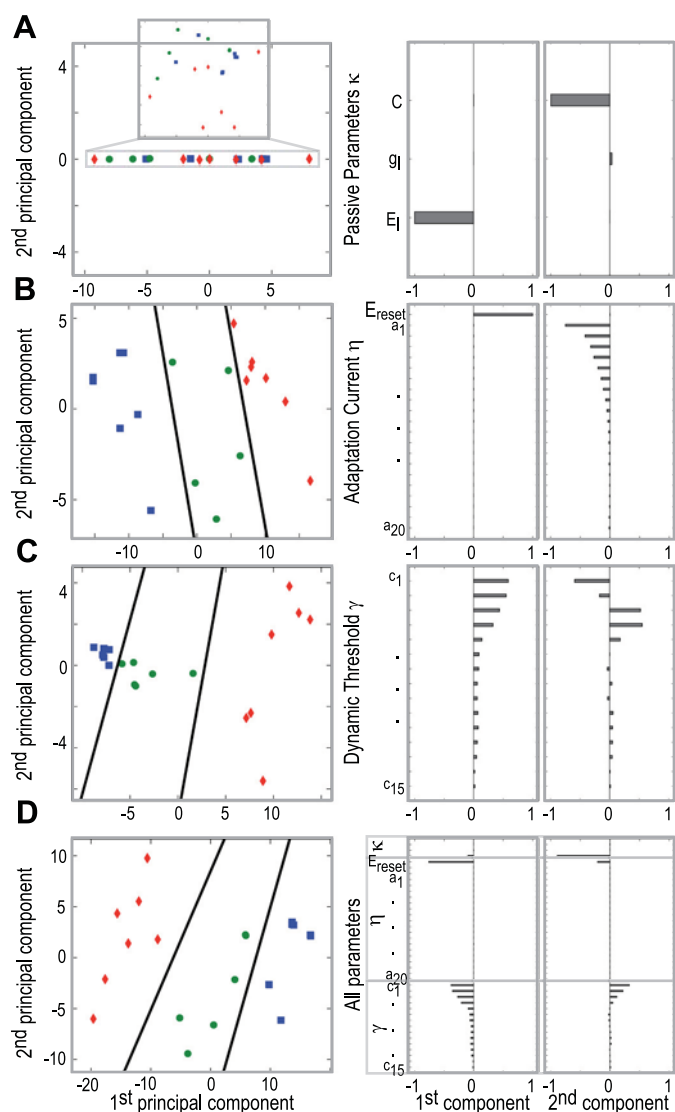 A
4
2nd principal component
0
-4
-10
-5
0
5
Passive Parameters κ
C
gl
El
-1
0
1
-1
0
1
B
5
2nd principal component
0
-5
-10
0
10
Adaptation Current η
Ereset
a1
.
.
.
a20
-1
0
1
-1
0
1
C
4
2nd principal component
0
-4
-5
0
5
10
Dynamic Threshold γ
c1
.
.
.
c15
-1
0
1
-1
0
1
D
10
5
2nd principal component
0
-5
-10
-20
-10
0
10
1st principal component
All parameters
κ
Ereset
a1
.
η
.
.
a20
c1
.
γ
.
.
c15
-1
0
1
1st component
-1
0
1
2nd component